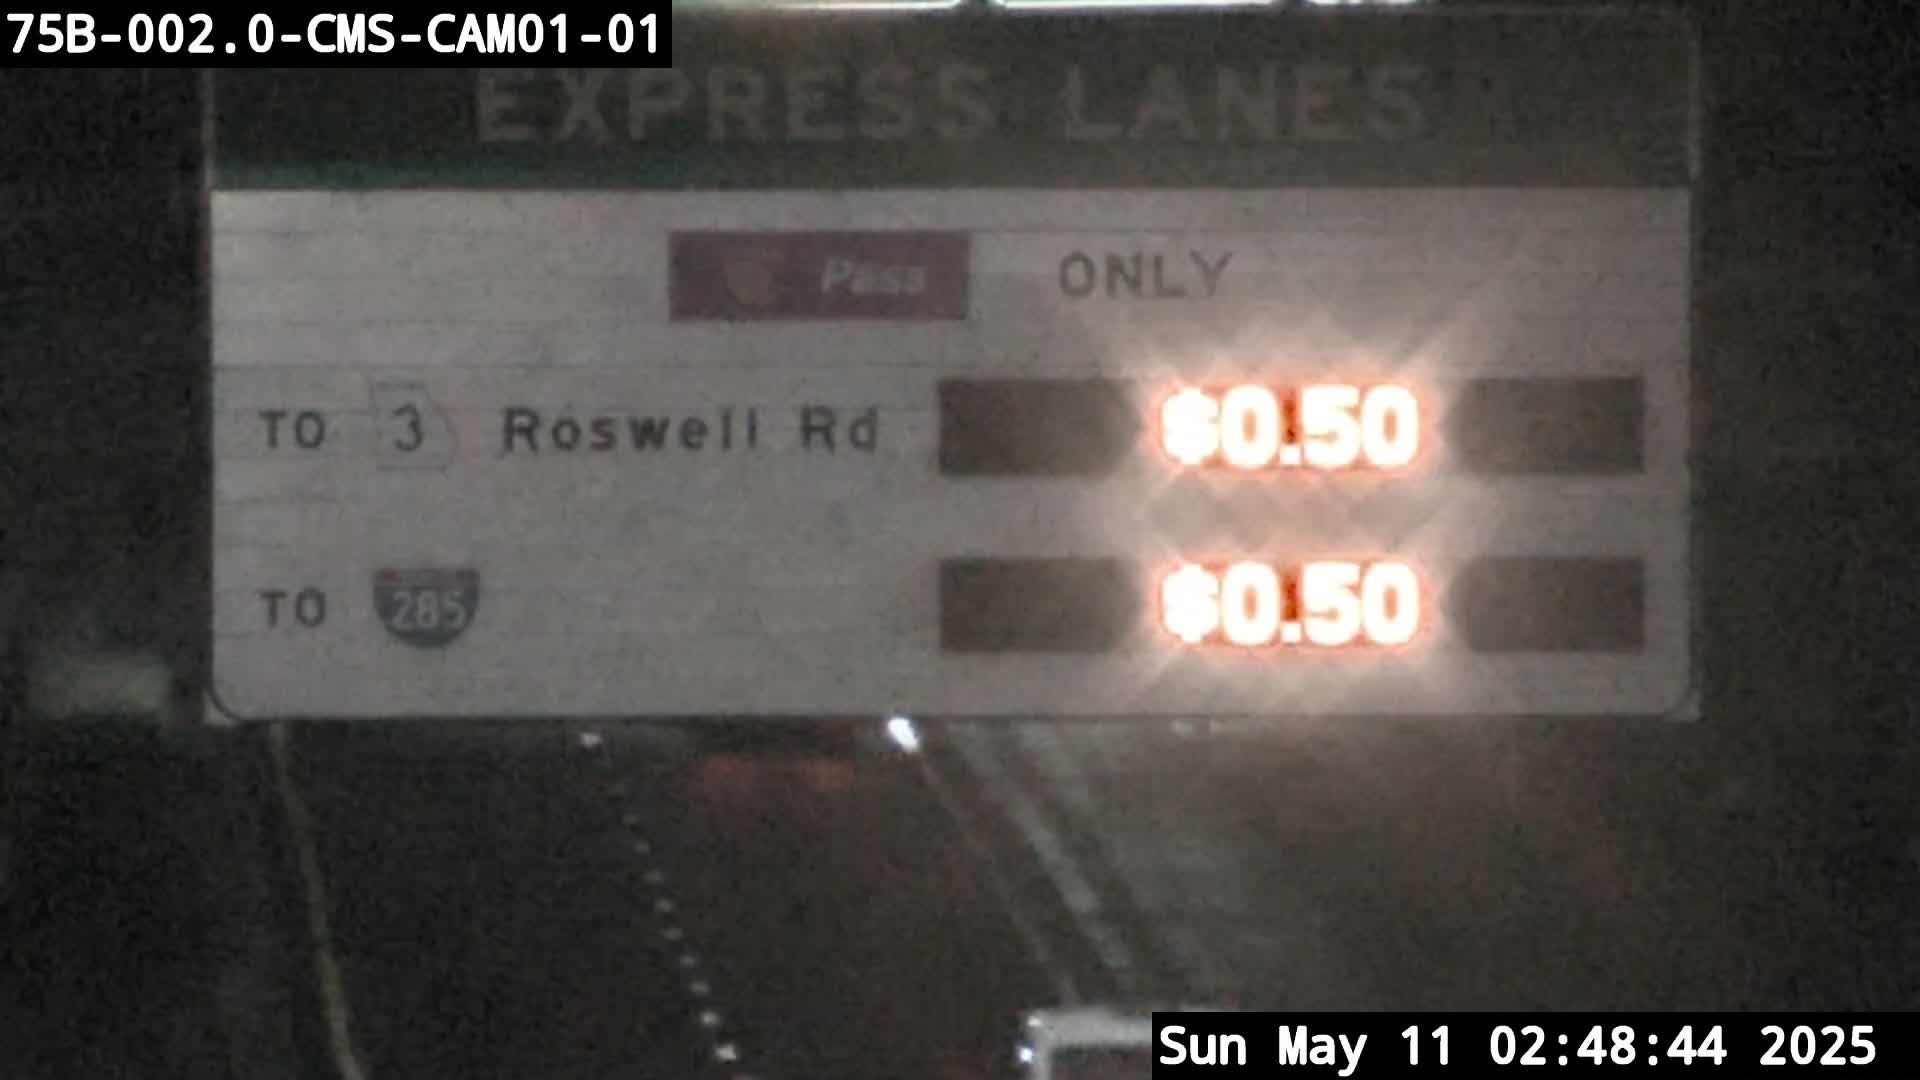 75B-002.0-CMS-CAM01-01
EXPRESS LANES
Pass ONLY
TO 3 Roswell Rd $0.50
TO 285 $0.50
Sun May 11 02:48:44 2025